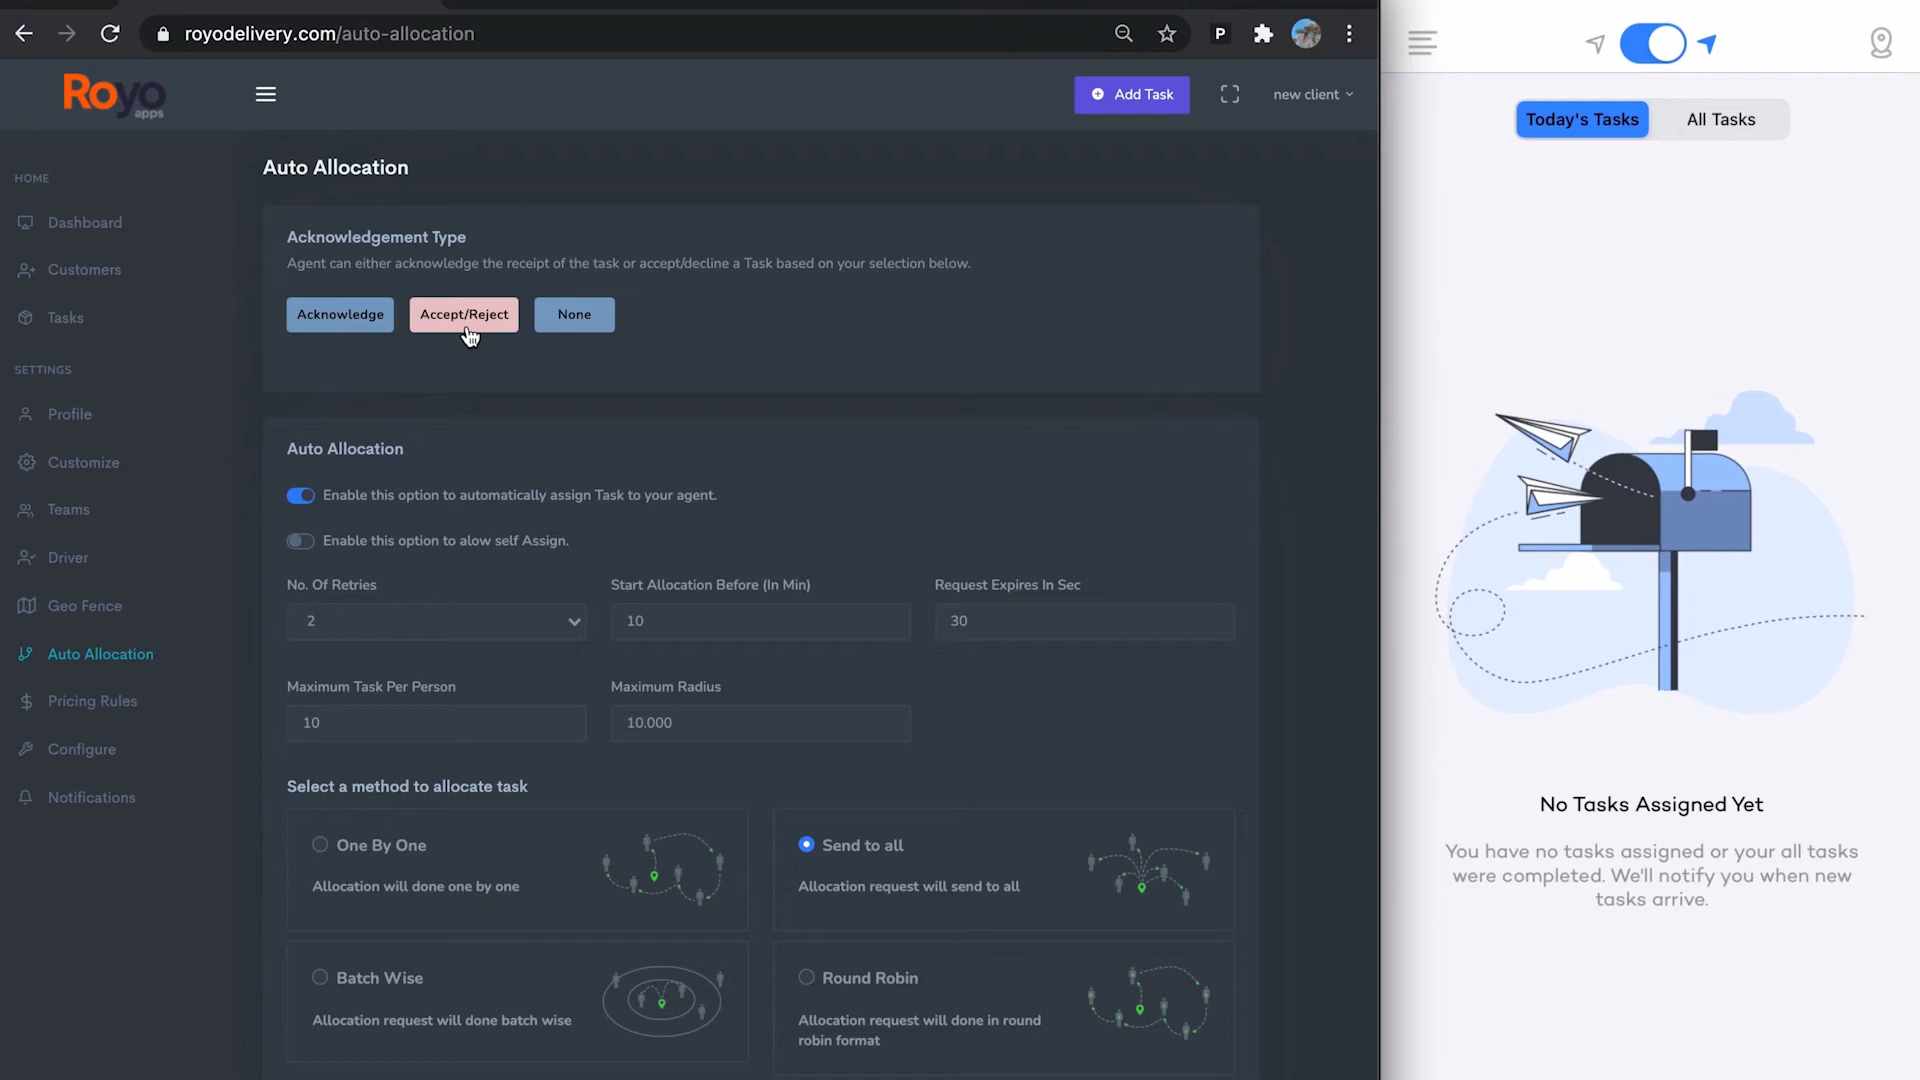 royodelivery.com/auto-allocation
P
Royo
apps
Add Task
new client
HOME
Dashboard
Customers
Tasks
SETTINGS
Profile
Customize
Teams
Driver
Geo Fence
Auto Allocation
Pricing Rules
Configure
Notifications
Auto Allocation
Acknowledgement Type
Agent can either acknowledge the receipt of the task or accept/decline a Task based on your selection below.
Acknowledge
Accept/Reject
None
Auto Allocation
Enable this option to automatically assign Task to your agent.
Enable this option to alow self Assign.
No. Of Retries
Start Allocation Before (In Min)
Request Expires In Sec
2
10
30
Maximum Task Per Person
Maximum Radius
10
10.000
Select a method to allocate task
One By One
Allocation will done one by one
Send to all
Allocation request will send to all
Batch Wise
Allocation request will done batch wise
Round Robin
Allocation request will done in round
robin format
Today's Tasks
All Tasks
No Tasks Assigned Yet
You have no tasks assigned or your all tasks
were completed. We'll notify you when new
tasks arrive.